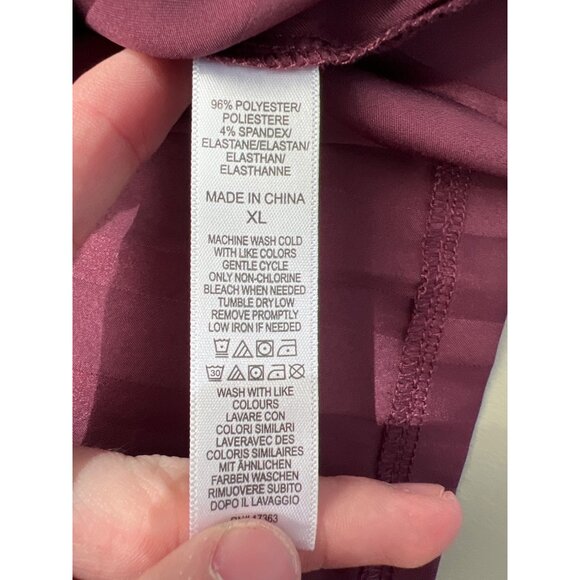 96% POLYESTER/
POLIESTERE
4% SPANDEX/
ELASTANE/ELASTAN/
ELASTHAN/
ELASTHANNE
MADE IN CHINA
XL
MACHINE WASH COLD
WITH LIKE COLORS
GENTLE CYCLE
ONLY NON-CHLORINE
BLEACH WHEN NEEDED
TUMBLE DRY LOW
REMOVE PROMPTLY
LOW IRON IF NEEDED
30
WASH WITH LIKE
COLOURS
LAVARE CON
COLORI SIMILARI
LAVERAVEC DES
COLORIS SIMILAIRES
MIT ÄHNLICHEN
FARBEN WASCHEN
RIMUOVERE SUBITO
DOPO IL LAVAGGIO